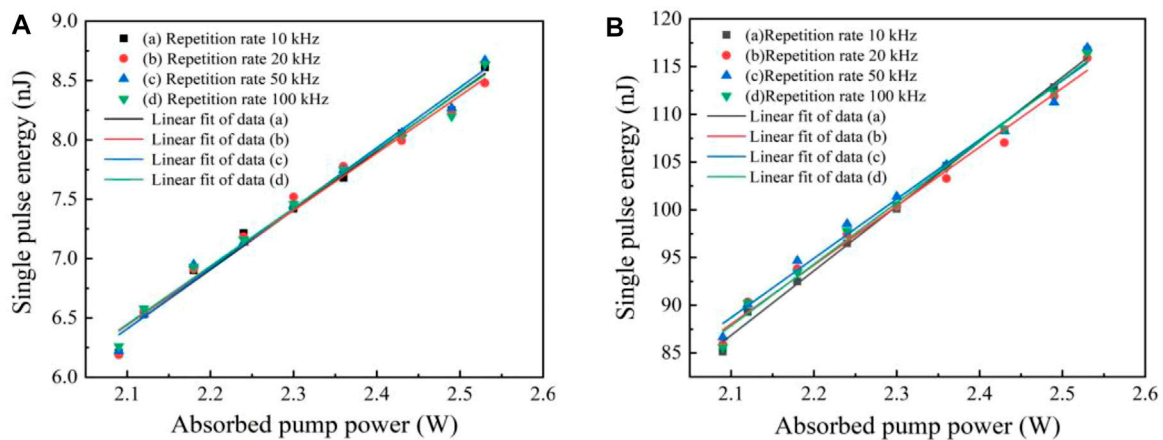 A
Single pulse energy (nJ)
9.0
8.5
8.0
7.5
7.0
6.5
6.0
(a) Repetition rate 10 kHz
(b) Repetition rate 20 kHz
(c) Repetition rate 50 kHz
(d) Repetition rate 100 kHz
Linear fit of data (a)
Linear fit of data (b)
Linear fit of data (c)
Linear fit of data (d)
2.1 2.2 2.3 2.4 2.5 2.6
Absorbed pump power (W)
B
Single pulse energy (nJ)
120
115
110
105
100
95
90
85
(a)Repetition rate 10 kHz
(b)Repetition rate 20 kHz
(c)Repetition rate 50 kHz
(d)Repetition rate 100 kHz
Linear fit of data (a)
Linear fit of data (b)
Linear fit of data (c)
Linear fit of data (d)
2.1 2.2 2.3 2.4 2.5 2.6
Absorbed pump power (W)